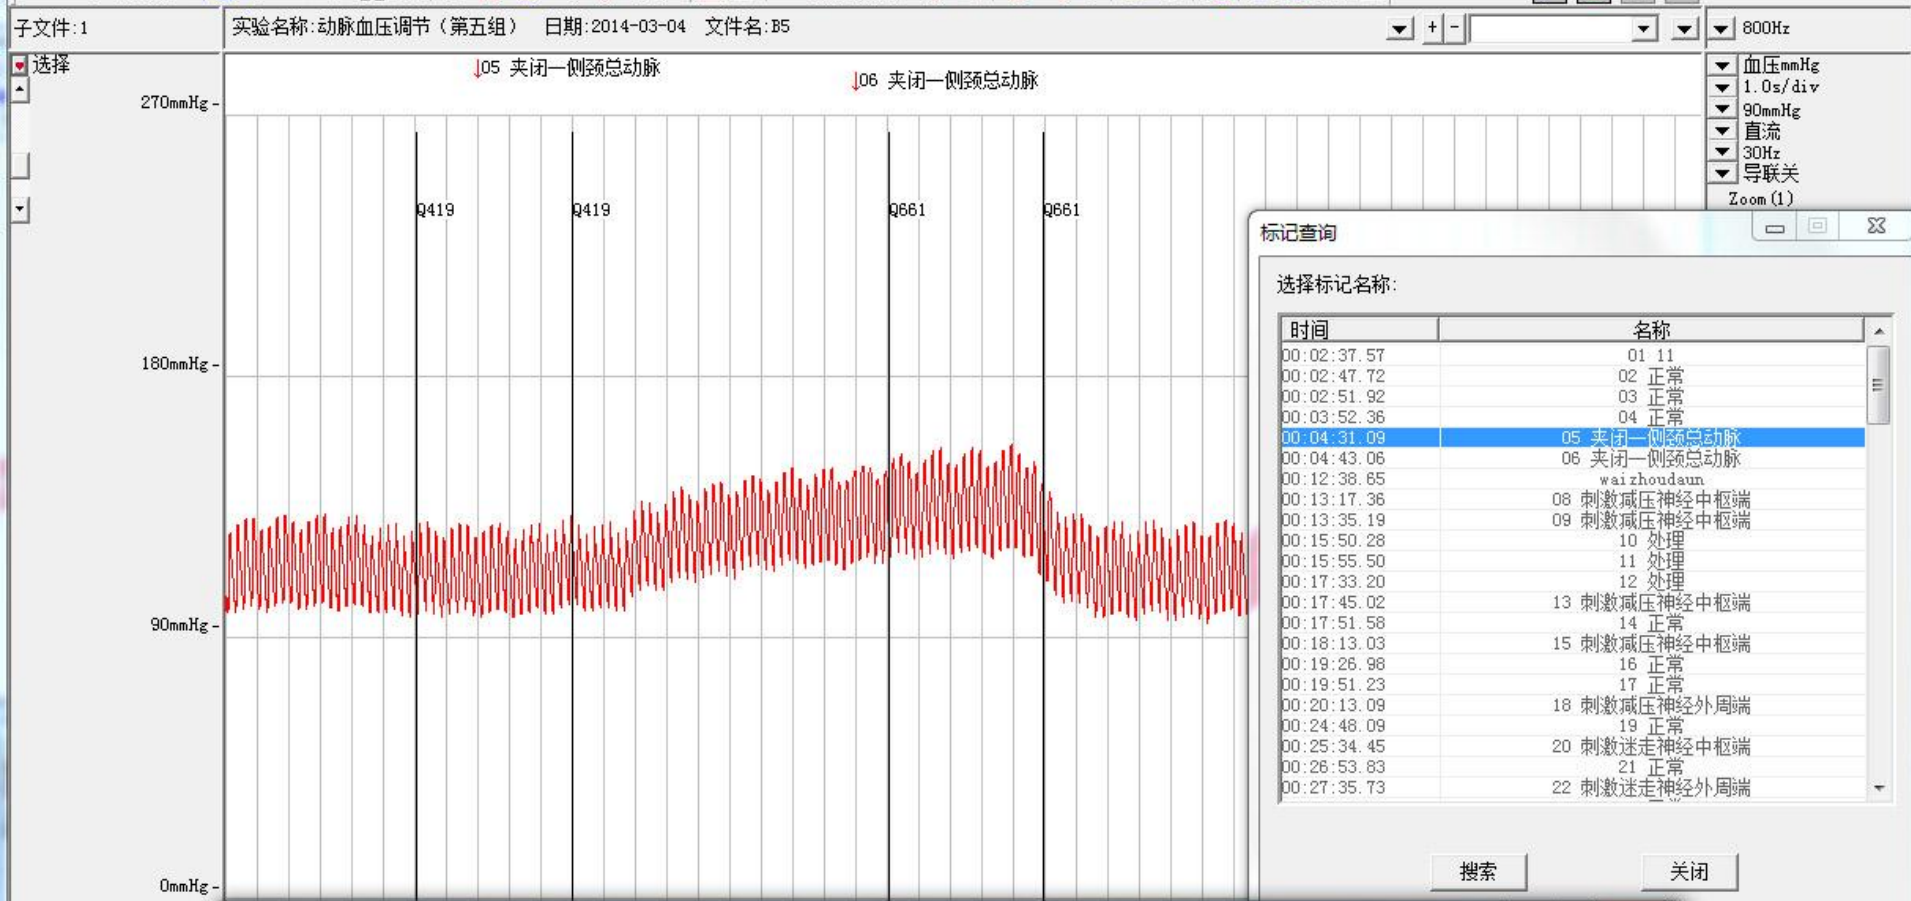 子文件:1
实验名称:动脉血压调节（第五组） 日期:2014-03-04 文件名:B5
+ -
800Hz
选择
↓05 夹闭一侧颈总动脉
↓06 夹闭一侧颈总动脉
血压mmHg
1.0s/div
90mmHg
直流
30Hz
导联关
Zoom(1)
270mmHg
Q419
Q419
Q661
Q661
180mmHg
90mmHg
0mmHg
标记查询
选择标记名称:
时间 名称
00:02:37.57 01 11
00:02:47.72 02 正常
00:02:51.92 03 正常
00:03:52.36 04 正常
00:04:31.09 05 夹闭一侧颈总动脉
00:04:43.06 06 夹闭一侧颈总动脉
00:12:38.65 waizhoudaun
00:13:17.36 08 刺激减压神经中枢端
00:13:35.19 09 刺激减压神经中枢端
00:15:50.28 10 处理
00:15:55.50 11 处理
00:17:33.20 12 处理
00:17:45.02 13 刺激减压神经中枢端
00:17:51.58 14 正常
00:18:13.03 15 刺激减压神经中枢端
00:19:26.98 16 正常
00:19:51.23 17 正常
00:20:13.09 18 刺激减压神经外周端
00:24:48.09 19 正常
00:25:34.45 20 刺激迷走神经中枢端
00:26:53.83 21 正常
00:27:35.73 22 刺激迷走神经外周端
搜索 关闭